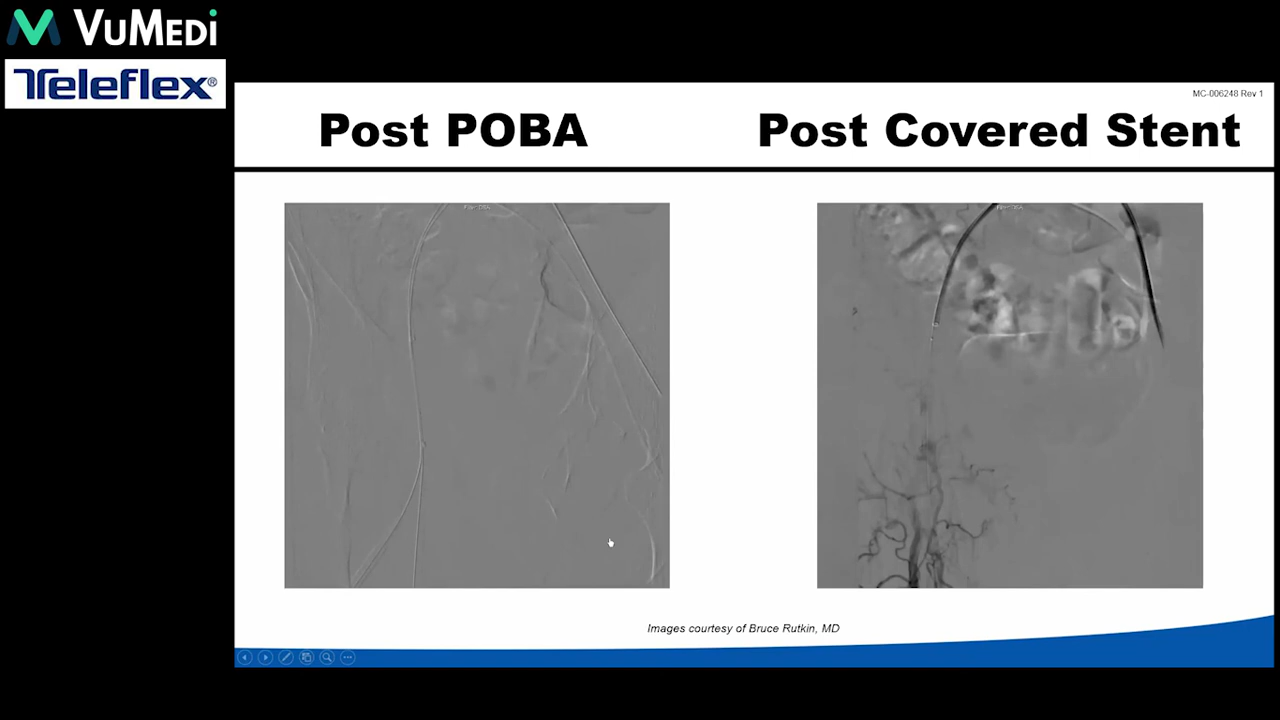 VUMEDI
Teleflex®
MC-006248 Rev 1
Post POBA
Post Covered Stent
Images courtesy of Bruce Rutkin, MD